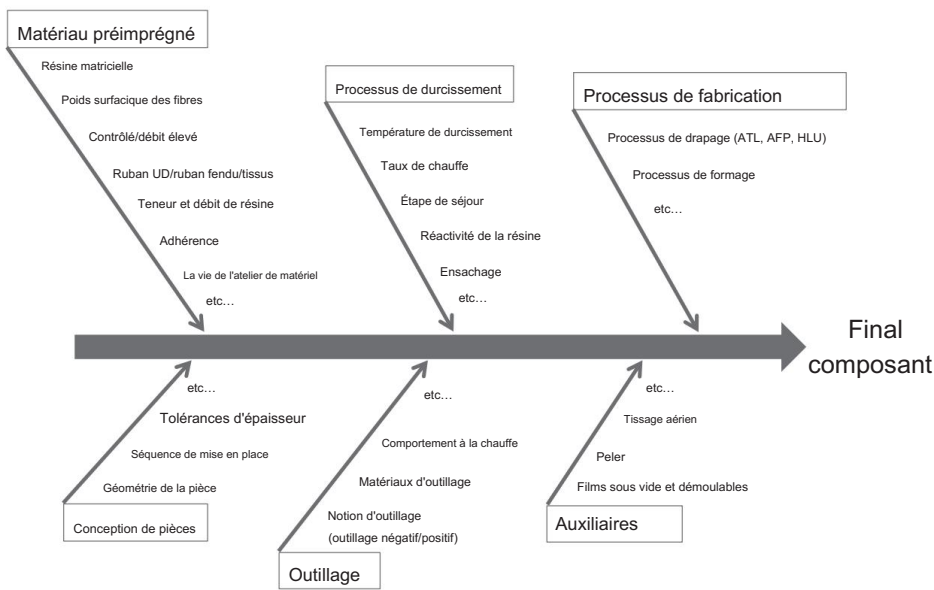 Matériau préimprégné
Résine matricielle
Poids surfacique des fibres
Contrôlé/débit élevé
Ruban UD/ruban fendu/tissus
Teneur et débit de résine
Adhérence
La vie de l'atelier de matériel
etc…
Processus de durcissement
Température de durcissement
Taux de chauffe
Étape de séjour
Réactivité de la résine
Ensachage
etc…
Processus de fabrication
Processus de drapage (ATL, AFP, HLU)
Processus de formage
etc…
Final
composant
etc…
Tolérances d'épaisseur
Séquence de mise en place
Géométrie de la pièce
Conception de pièces
etc…
Comportement à la chauffe
Matériaux d'outillage
Notion d'outillage
(outillage négatif/positif)
Outillage
etc…
Tissage aérien
Peler
Films sous vide et démoulables
Auxiliaires